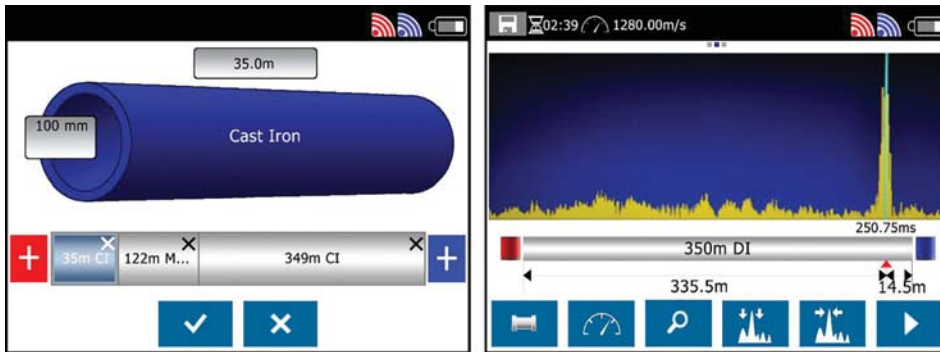 35.0m
100 mm
Cast Iron
35m CI
122m M...
349m CI
02:39
1280.00m/s
250.75ms
350m DI
335.5m
14.5m